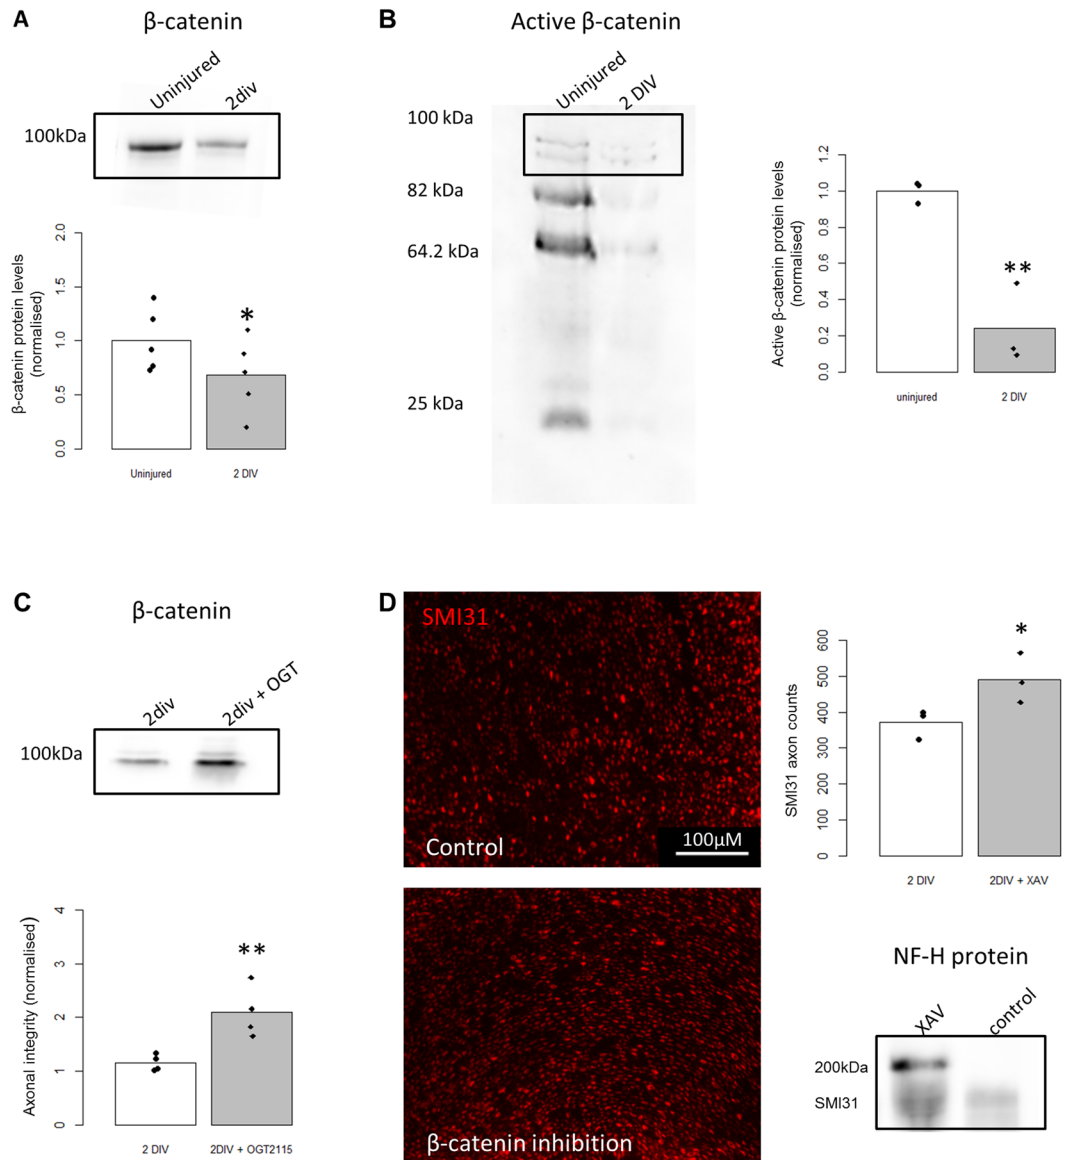 A
β-catenin
Uninjured
2div
100kDa
β-catenin protein levels
(normalised)
2.0
1.5
1.0
0.5
0.0
*
Uninjured
2 DIV
B
Active β-catenin
Uninjured
2 DIV
100 kDa
82 kDa
64.2 kDa
25 kDa
Active β-catenin protein levels
(normalised)
1.2
1.0
0.8
0.6
0.4
0.2
0.0
**
uninjured
2 DIV
C
β-catenin
2div
2div + OGT
100kDa
Axonal integrity (normalised)
4
3
2
1
0
**
2 DIV
2DIV + OGT2115
D
SMI31
Control
100µM
β-catenin inhibition
SMI31 axon counts
600
500
400
300
200
100
0
*
2 DIV
2DIV + XAV
NF-H protein
XAV
control
200kDa
SMI31